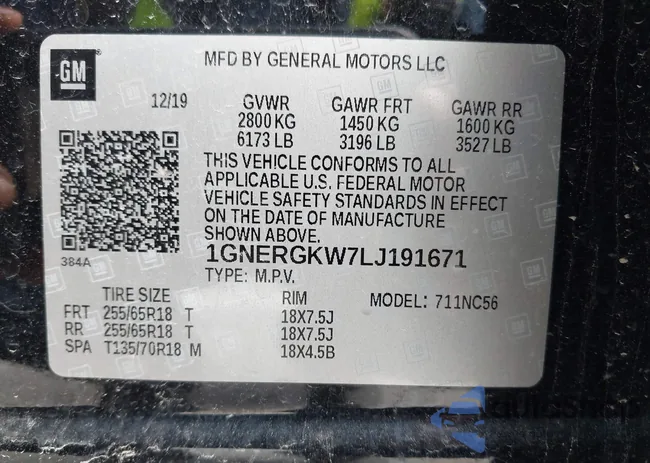 GM
MFD BY GENERAL MOTORS LLC
12/19
GVWR GAWR FRT GAWR RR
2800 KG 1450 KG 1600 KG
6173 LB 3196 LB 3527 LB
THIS VEHICLE CONFORMS TO ALL
APPLICABLE U.S. FEDERAL MOTOR
VEHICLE SAFETY STANDARDS IN EFFECT
ON THE DATE OF MANUFACTURE
SHOWN ABOVE.
384A
1GNERGKW7LJ191671
TYPE: M.P.V.
TIRE SIZE RIM MODEL: 711NC56
FRT 255/65R18 T 18X7.5J
RR 255/65R18 T 18X7.5J
SPA T135/70R18 M 18X4.5B